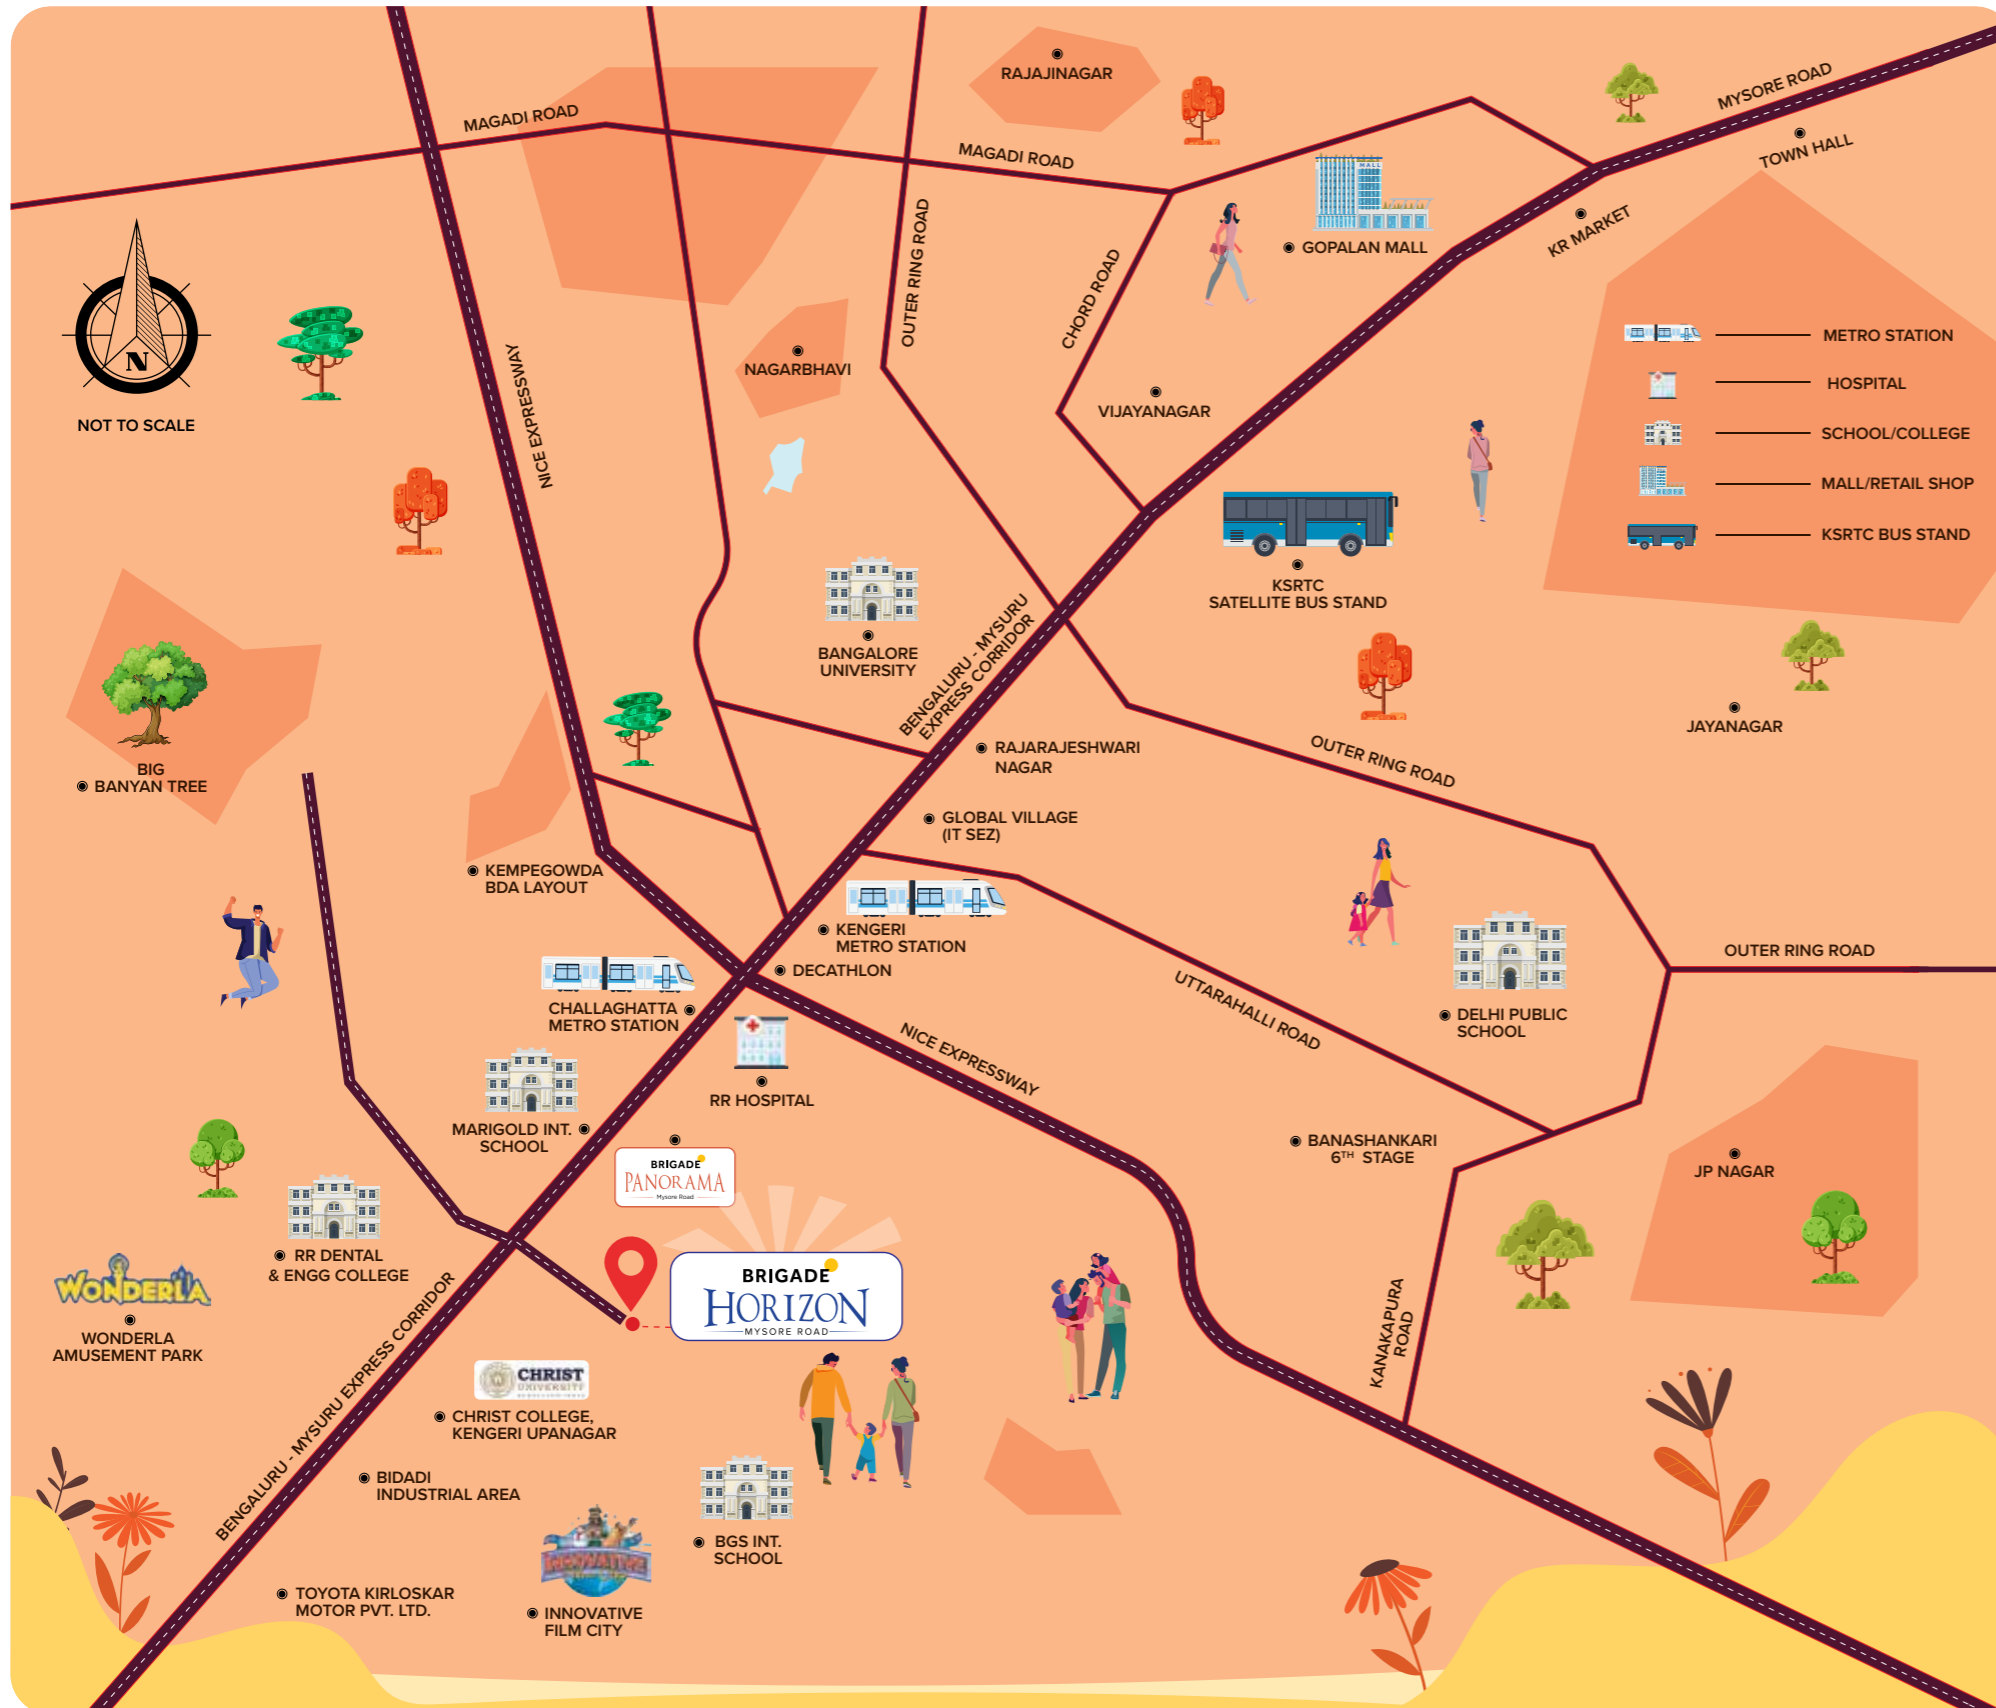 RAJAJINAGAR
MYSORE ROAD
MAGADI ROAD
MAGADI ROAD
TOWN HALL
MALL
KR MARKET
GOPALAN MALL
OUTER RING ROAD
CHORD ROAD
N
NOT TO SCALE
NICE EXPRESSWAY
NAGARBHAVI
VIJAYANAGAR
METRO STATION
HOSPITAL
SCHOOL/COLLEGE
MALL/RETAIL SHOP
KSRTC BUS STAND
KSRTC
SATELLITE BUS STAND
BANGALORE
UNIVERSITY
BENGALURU - MYSURU
EXPRESS CORRIDOR
JAYANAGAR
RAJARAJESHWARI
NAGAR
OUTER RING ROAD
BIG
BANYAN TREE
GLOBAL VILLAGE
(IT SEZ)
KEMPEGOWDA
BDA LAYOUT
KENGERI
METRO STATION
DECATHLON
OUTER RING ROAD
CHALLAGHATTA
METRO STATION
UTTARAHALLI ROAD
DELHI PUBLIC
SCHOOL
NICE EXPRESSWAY
RR HOSPITAL
MARIGOLD INT.
SCHOOL
BANASHANKARI
6TH STAGE
JP NAGAR
BRIGADE
PANORAMA
Mysore Road
RR DENTAL
& ENGG COLLEGE
WONDERLA
WONDERLA
AMUSEMENT PARK
BRIGADE
HORIZON
MYSORE ROAD
KANAKAPURA
ROAD
BENGALURU - MYSURU EXPRESS CORRIDOR
CHRIST
UNIVERSITY
CHRIST COLLEGE,
KENGERI UPANAGAR
BIDADI
INDUSTRIAL AREA
BGS INT.
SCHOOL
INNOVATIVE
TOYOTA KIRLOSKAR
MOTOR PVT. LTD.
INNOVATIVE
FILM CITY